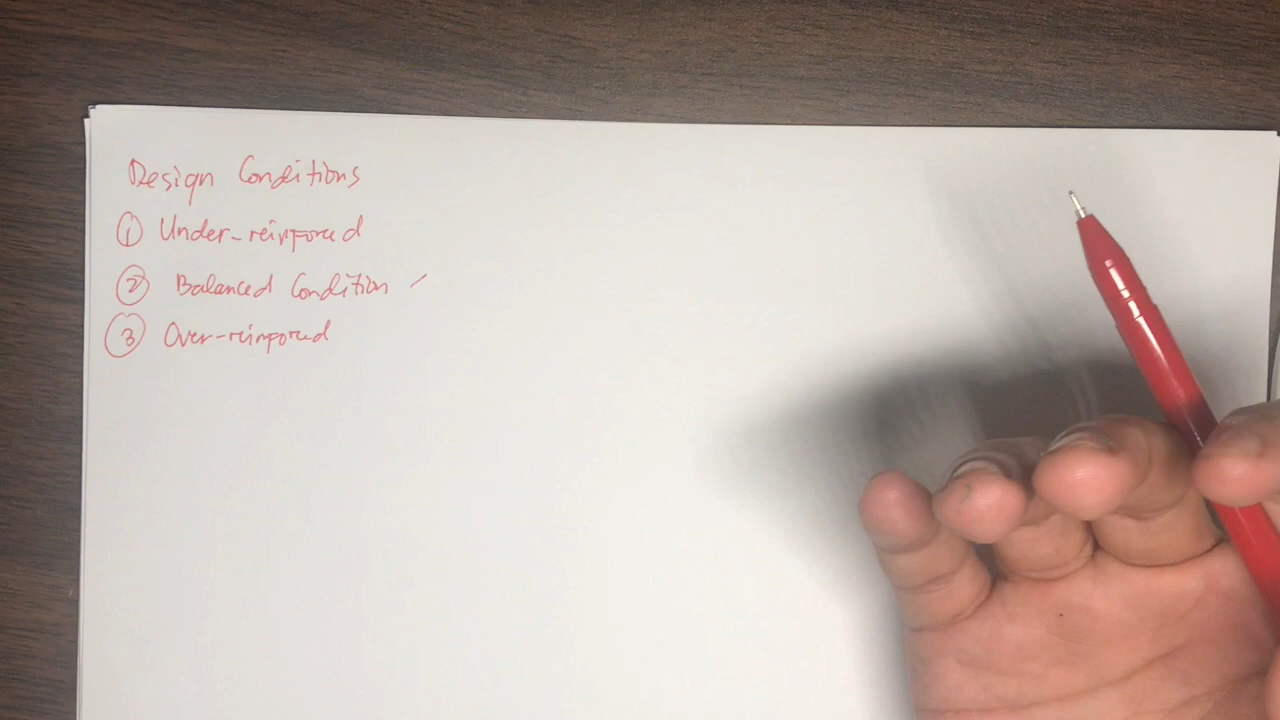 Design Conditions
① Under-reinforced
② Balanced Condition
③ Over-reinforced